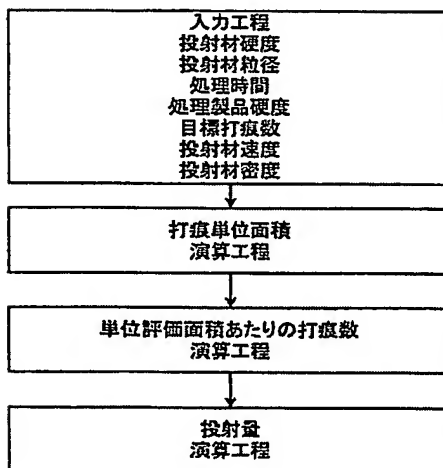 入力工程
投射材硬度
投射材粒径
処理時間
処理製品硬度
目標打痕数
投射材速度
投射材密度
打痕単位面積
演算工程
単位評価面積あたりの打痕数
演算工程
投射量
演算工程